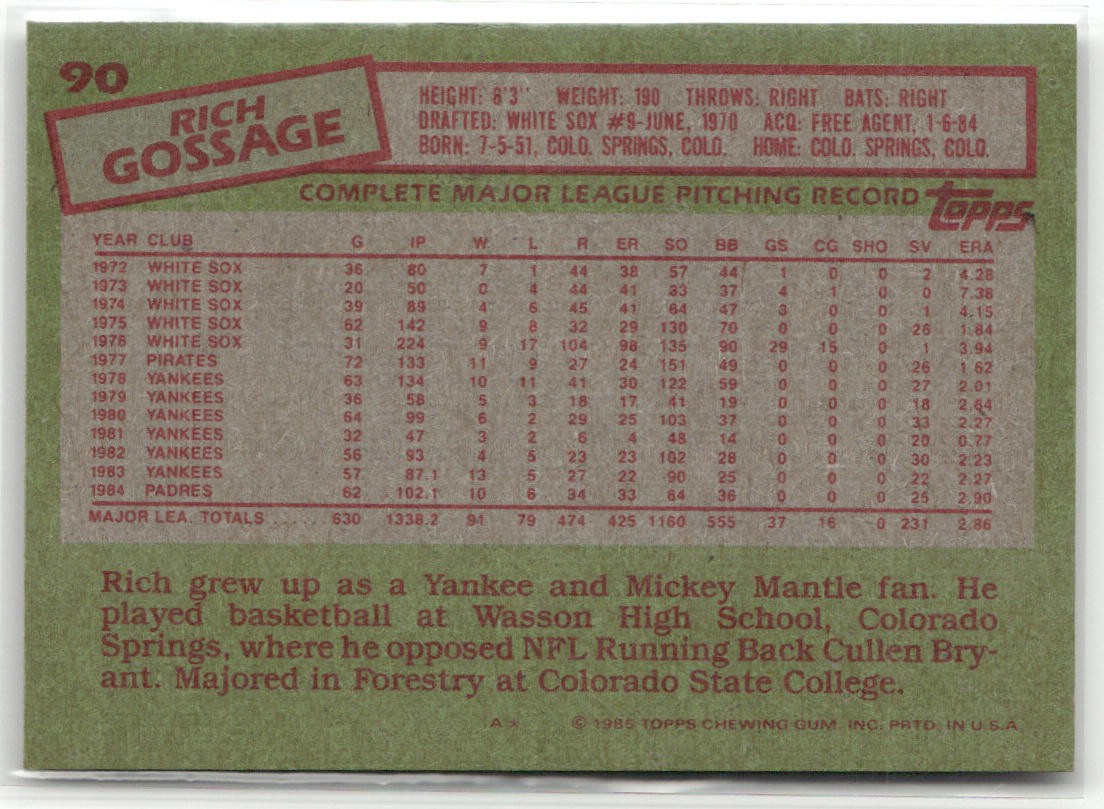 90
RICH
GOSSAGE
HEIGHT: 6'3" WEIGHT: 190 THROWS: RIGHT BATS: RIGHT
DRAFTED: WHITE SOX #9-JUNE, 1970 ACQ: FREE AGENT, 1-6-84
BORN: 7-5-51, COLO. SPRINGS, COLO. HOME: COLO. SPRINGS, COLO.
COMPLETE MAJOR LEAGUE PITCHING RECORD topps
YEAR CLUB G IP W L R ER SO BB GS CG SHO SV ERA
1972 WHITE SOX 36 80 7 1 44 38 57 44 1 0 0 2 4.28
1973 WHITE SOX 20 50 0 4 44 41 33 37 4 1 0 0 7.38
1974 WHITE SOX 39 89 4 6 45 41 64 47 3 0 0 1 4.15
1975 WHITE SOX 62 142 9 8 32 29 130 70 0 0 0 26 1.84
1976 WHITE SOX 31 224 9 17 104 98 135 90 29 15 0 1 3.94
1977 PIRATES 72 133 11 9 27 24 151 49 0 0 0 26 1.62
1978 YANKEES 63 134 10 11 41 30 122 59 0 0 0 27 2.01
1979 YANKEES 36 58 5 3 18 17 41 19 0 0 0 18 2.64
1980 YANKEES 64 99 6 2 29 25 103 37 0 0 0 33 2.27
1981 YANKEES 32 47 3 2 6 4 48 14 0 0 0 20 0.77
1982 YANKEES 56 93 4 5 23 23 102 28 0 0 0 30 2.23
1983 YANKEES 57 87.1 13 5 27 22 90 25 0 0 0 22 2.27
1984 PADRES 62 102.1 10 6 34 33 84 36 0 0 0 25 2.90
MAJOR LEA. TOTALS ..... 630 1338.2 91 79 474 425 1160 555 37 16 0 231 2.86
Rich grew up as a Yankee and Mickey Mantle fan. He
played basketball at Wasson High School, Colorado
Springs, where he opposed NFL Running Back Cullen Bry-
ant. Majored in Forestry at Colorado State College.
A* © 1985 TOPPS CHEWING GUM, INC. PRTD. IN U.S.A.